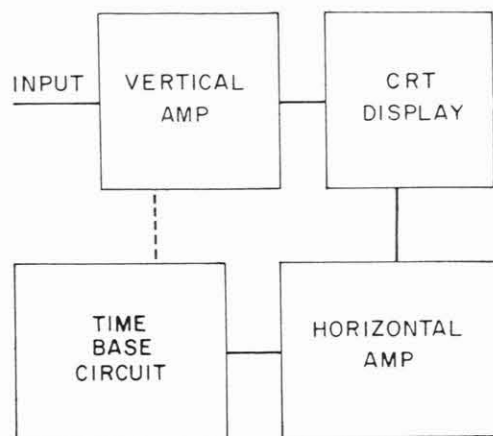 INPUT
VERTICAL
AMP
CRT
DISPLAY
TIME
BASE
CIRCUIT
HORIZONTAL
AMP